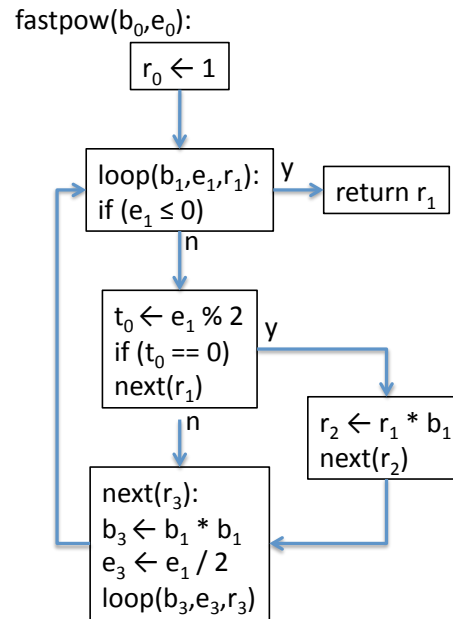 fastpow(b₀,e₀):
r₀ ← 1
loop(b₁,e₁,r₁):
if (e₁ ≤ 0)
y
return r₁
n
t₀ ← e₁ % 2
if (t₀ == 0)
next(r₁)
y
n
r₂ ← r₁ * b₁
next(r₂)
next(r₃):
b₃ ← b₁ * b₁
e₃ ← e₁ / 2
loop(b₃,e₃,r₃)